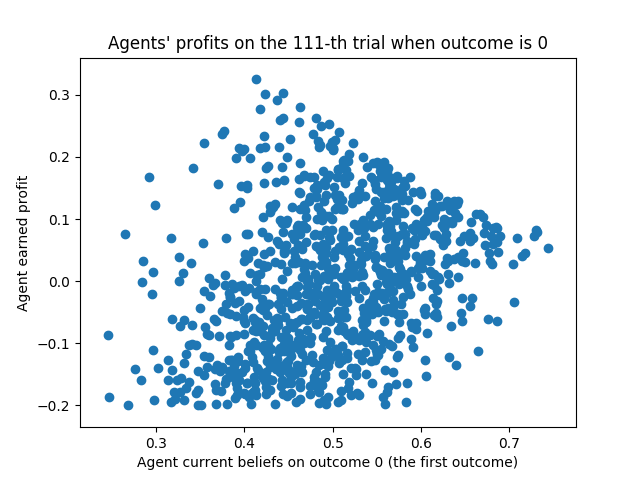 Agents' profits on the 111-th trial when outcome is 0
0.3
0.2
0.1
0.0
−0.1
−0.2
Agent earned profit
0.3 0.4 0.5 0.6 0.7
Agent current beliefs on outcome 0 (the first outcome)